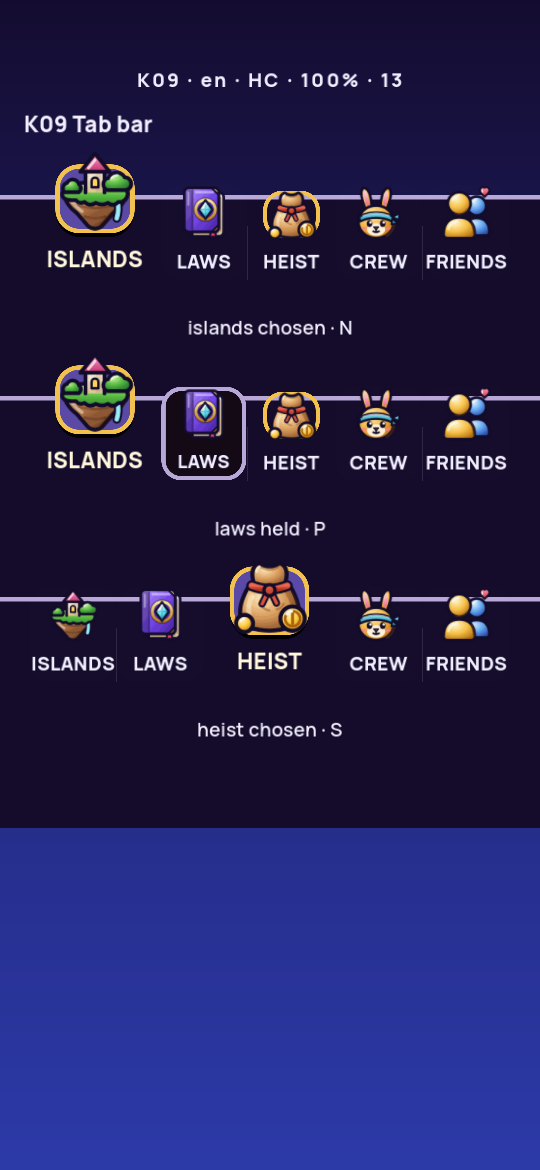 K09 · en · HC · 100% · 13
K09 Tab bar
ISLANDS LAWS HEIST CREW FRIENDS
islands chosen · N
ISLANDS LAWS HEIST CREW FRIENDS
laws held · P
ISLANDS LAWS HEIST CREW FRIENDS
heist chosen · S